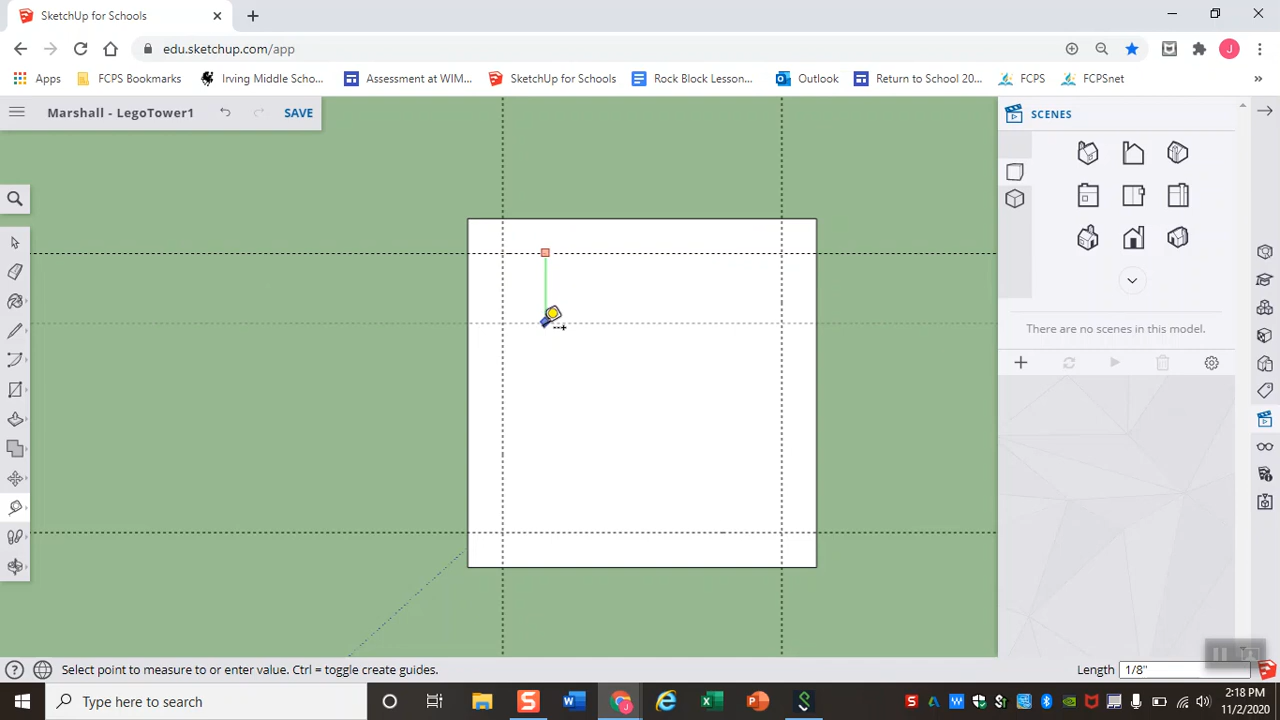 SketchUp for Schools
edu.sketchup.com/app
Apps FCPS Bookmarks Irving Middle Scho... Assessment at WIM... SketchUp for Schools Rock Block Lesson... Outlook Return to School 20... FCPS FCPSnet
Marshall - LegoTower1 SAVE
SCENES
There are no scenes in this model.
Select point to measure to or enter value. Ctrl = toggle create guides.
Length 1/8"
Type here to search
2:18 PM
11/2/2020